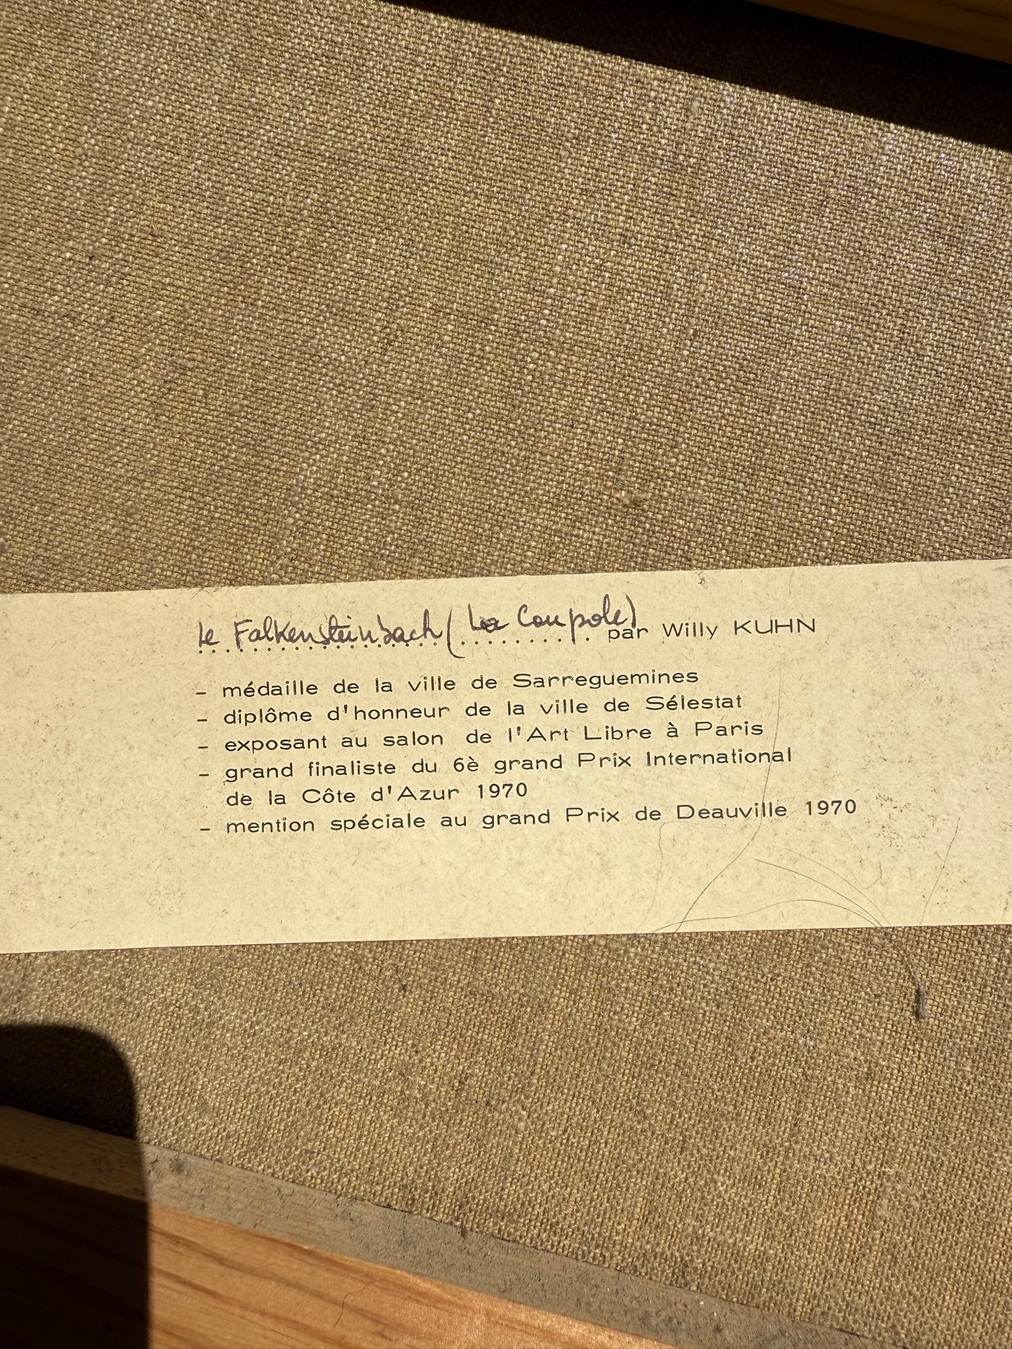 le Falkensteinbach (La Coupole) par Willy KUHN
- médaille de la ville de Sarreguemines
- diplôme d'honneur de la ville de Sélestat
- exposant au salon de l'Art Libre à Paris
- grand finaliste du 6è grand Prix International
de la Côte d'Azur 1970
- mention spéciale au grand Prix de Deauville 1970